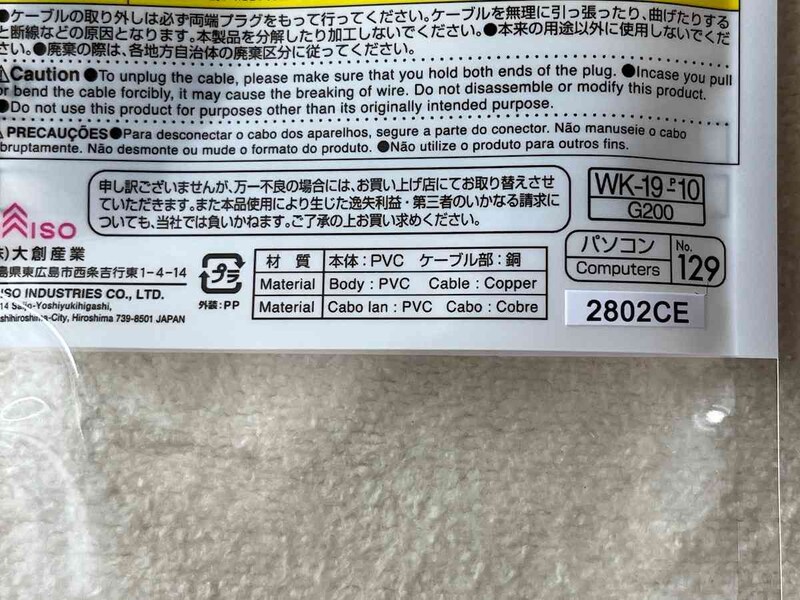 ●ケーブルの取り外しは必ず両端プラグをもって行ってください。ケーブルを無理に引っ張ったり、曲げたりする
と断線などの原因となります。本製品を分解したり加工しないでください。●本来の用途以外に使用しないでくだ
さい。●廃棄の際は、各地方自治体の廃棄区分に従ってください。
⚠Caution ●To unplug the cable, please make sure that you hold both ends of the plug. ●Incase you pull
or bend the cable forcibly, it may cause the breaking of wire. Do not disassemble or modify this product.
●Do not use this product for purposes other than its originally intended purpose.
⚠PRECAUÇÕES●Para desconectar o cabo dos aparelhos, segure a parte do conector. Não manuseie o cabo
bruptamente. Não desmonte ou mude o formato do produto. ●Não utilize o produto para outros fins.
申し訳ございませんが、万一不良の場合には、お買い上げ店にてお取り替えさせ
ていただきます。また本品使用により生じた逸失利益・第三者のいかなる請求に
ついても、当社では負いかねます。ご了承の上お買い求めください。
WK-19-P-10
G200
AISO
株)大創産業
島県東広島市西条吉行東1-4-14
ISO INDUSTRIES CO., LTD.
14 Saijo-Yoshiyukihigashi,
shihiroshima-City, Hiroshima 739-8501 JAPAN
プラ
外装:PP
材 質 本体:PVC ケーブル部:銅
Material Body : PVC Cable : Copper
Material Cabo lan : PVC Cabo : Cobre
パソコン
Computers
No.
129
2802CE